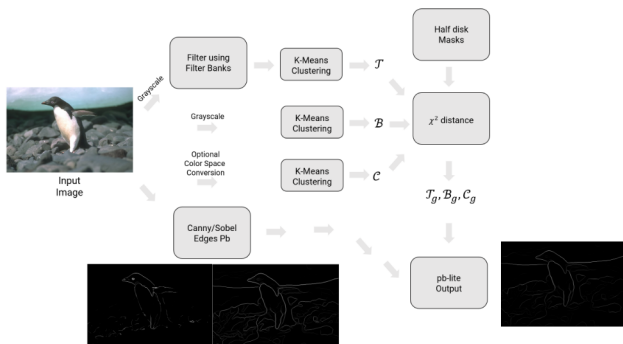 Half disk
Masks
Filter using
Filter Banks
K-Means
Clustering
𝒯
Grayscale
Grayscale
K-Means
Clustering
ℬ
χ² distance
Optional
Color Space
Conversion
K-Means
Clustering
𝒞
Input
Image
𝒯g, ℬg, 𝒞g
Canny/Sobel
Edges Pb
pb-lite
Output